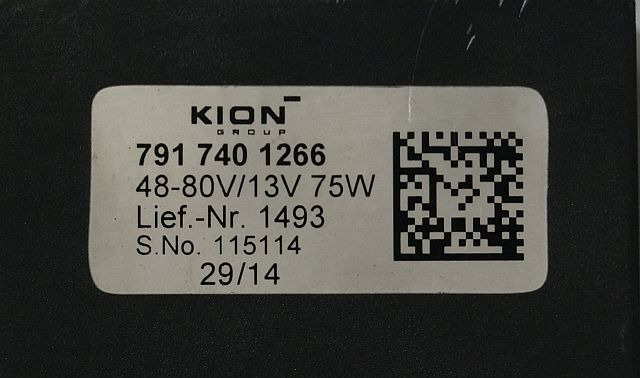 KION
GROUP
791 740 1266
48-80V/13V 75W
Lief.-Nr. 1493
S.No. 115114
29/14